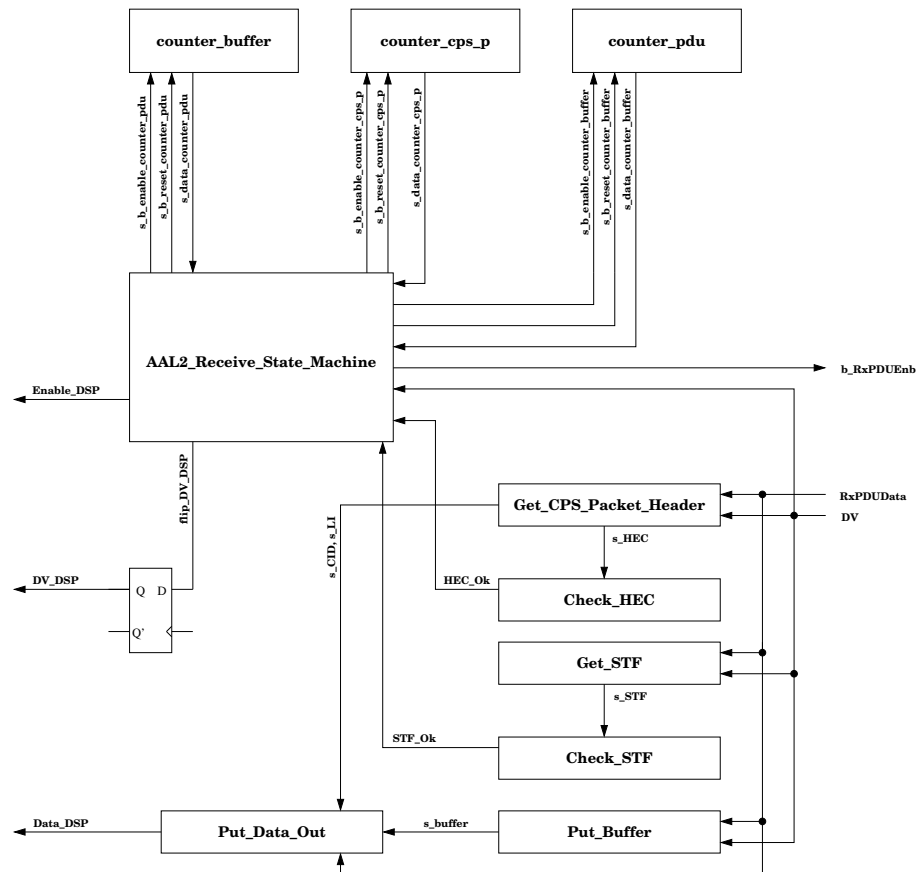 counter_buffer
counter_cps_p
counter_pdu
s_b_enable_counter_pdu
s_b_reset_counter_pdu
s_data_counter_pdu
s_b_enable_counter_cps_p
s_b_reset_counter_cps_p
s_data_counter_cps_p
s_b_enable_counter_buffer
s_b_reset_counter_buffer
s_data_counter_buffer
AAL2_Receive_State_Machine
b_RxPDUEnb
Enable_DSP
flip_DV_DSP
RxPDUData
Get_CPS_Packet_Header
DV
s_CID, s_LI
s_HEC
DV_DSP
Q D
HEC_Ok
Check_HEC
Q'
Get_STF
s_STF
STF_Ok
Check_STF
Data_DSP
Put_Data_Out
s_buffer
Put_Buffer